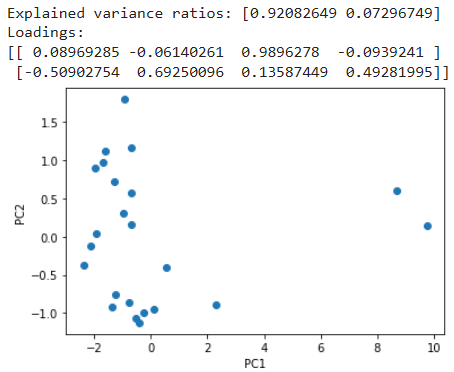 Explained variance ratios: [0.92082649 0.07296749]
Loadings:
[[ 0.08969285 -0.06140261  0.9896278  -0.0939241 ]
 [-0.50902754  0.69250096  0.13587449  0.49281995]]
1.5
1.0
0.5
0.0
−0.5
−1.0
PC2
−2 0 2 4 6 8 10
PC1